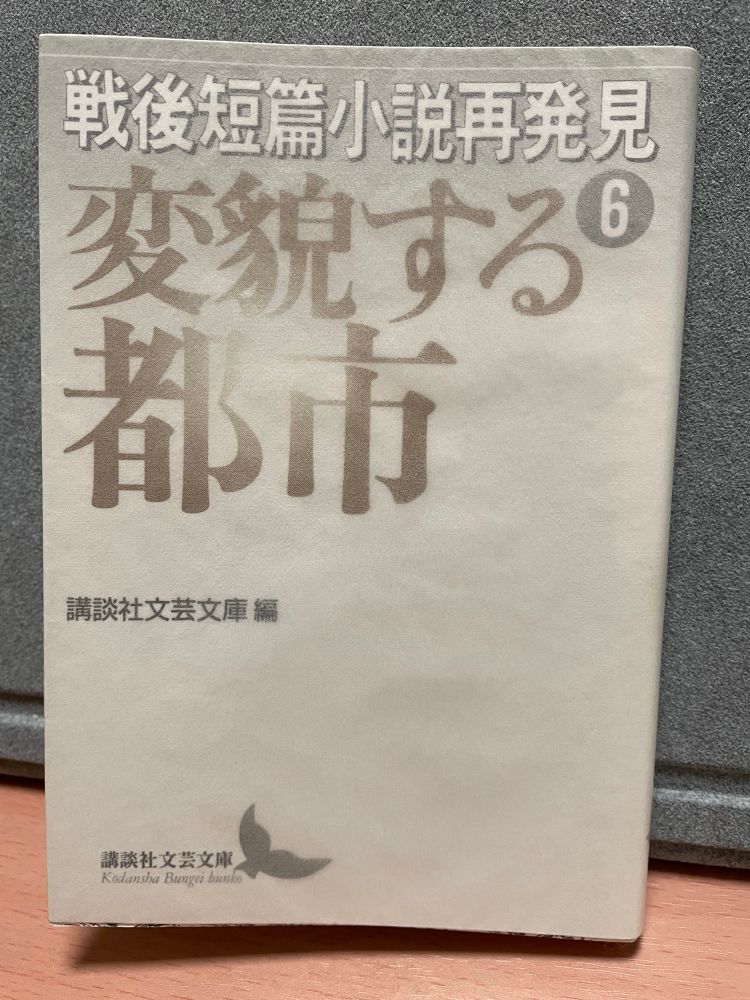 戦後短篇小説再発見
6
変貌する
都市
講談社文芸文庫 編
講談社文芸文庫
Kodansha Bungei bunko